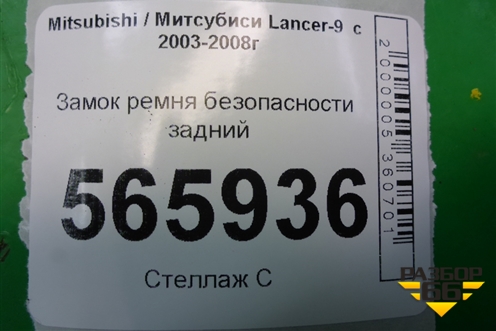 Mitsubishi / Митсубиси Lancer-9 с
2003-2008г
Замок ремня безопасности
задний
565936
Стеллаж С
2000005360701
РАЗБОР
66